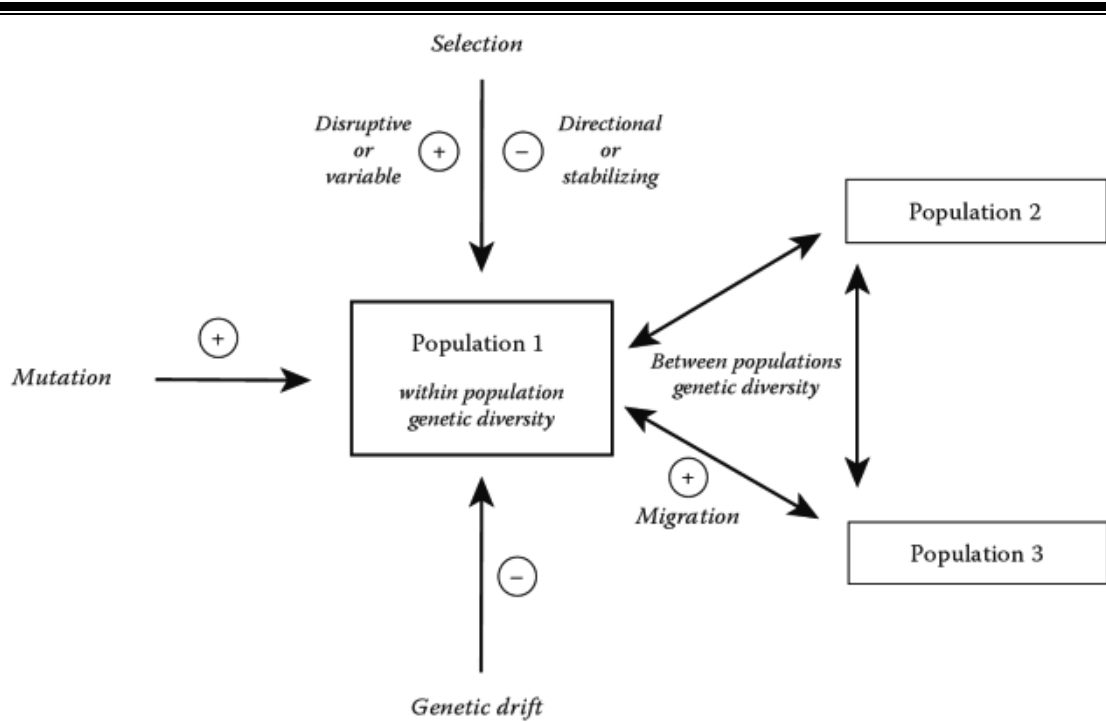 Selection
Disruptive
or
variable
+
−
Directional
or
stabilizing
Population 2
Mutation
+
Population 1
within population
genetic diversity
Between populations
genetic diversity
+
Migration
Population 3
−
Genetic drift